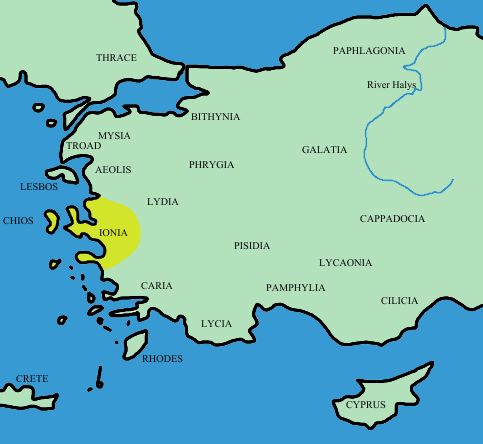 PAPHLAGONIA
THRACE
River Halys
BITHYNIA
MYSIA
TROAD
GALATIA
PHRYGIA
AEOLIS
LESBOS
LYDIA
CHIOS
CAPPADOCIA
IONIA
PISIDIA
LYCAONIA
CARIA
PAMPHYLIA
CILICIA
LYCIA
RHODES
CRETE
CYPRUS